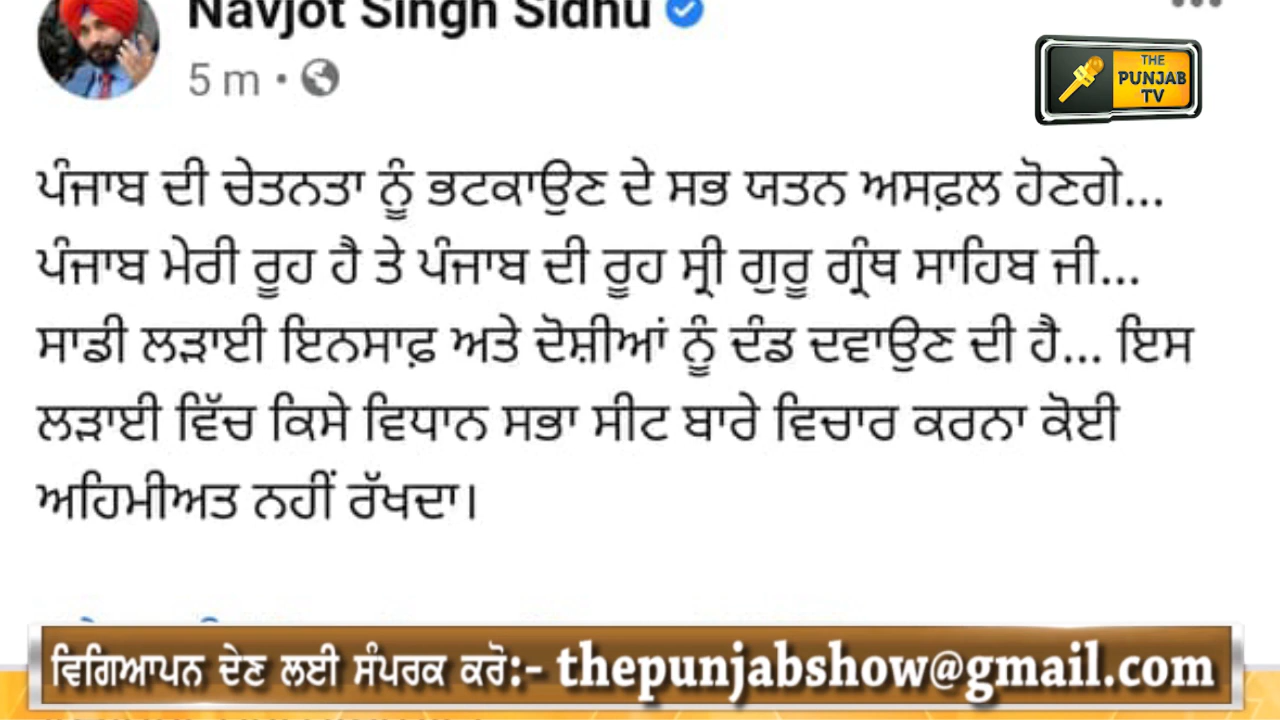 Navjot Singh Sidhu
5 m
THE
PUNJAB
TV
ਪੰਜਾਬ ਦੀ ਚੇਤਨਤਾ ਨੂੰ ਭਟਕਾਉਣ ਦੇ ਸਭ ਯਤਨ ਅਸਫ਼ਲ ਹੋਣਗੇ...
ਪੰਜਾਬ ਮੇਰੀ ਰੂਹ ਹੈ ਤੇ ਪੰਜਾਬ ਦੀ ਰੂਹ ਸ੍ਰੀ ਗੁਰੂ ਗ੍ਰੰਥ ਸਾਹਿਬ ਜੀ...
ਸਾਡੀ ਲੜਾਈ ਇਨਸਾਫ਼ ਅਤੇ ਦੋਸ਼ੀਆਂ ਨੂੰ ਦੰਡ ਦਵਾਉਣ ਦੀ ਹੈ... ਇਸ
ਲੜਾਈ ਵਿੱਚ ਕਿਸੇ ਵਿਧਾਨ ਸਭਾ ਸੀਟ ਬਾਰੇ ਵਿਚਾਰ ਕਰਨਾ ਕੋਈ
ਅਹਿਮੀਅਤ ਨਹੀਂ ਰੱਖਦਾ।
ਵਿਗਿਆਪਨ ਦੇਣ ਲਈ ਸੰਪਰਕ ਕਰੋ:- thepunjabshow@gmail.com